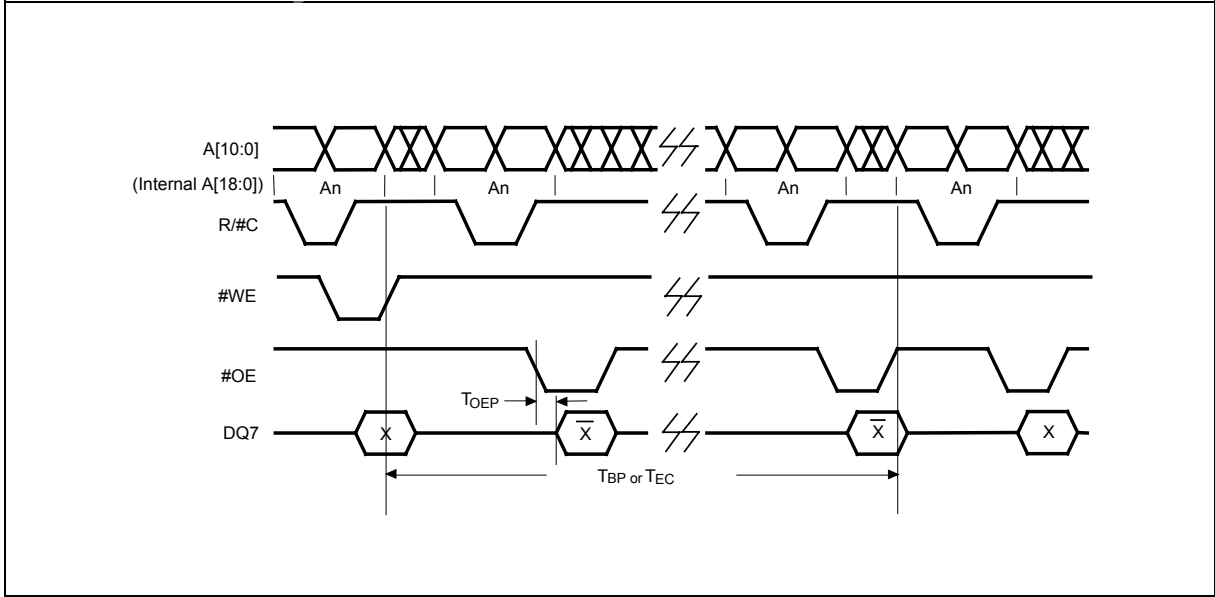 A[10:0]
(Internal A[18:0])
An An An An
R/#C
#WE
#OE
TOEP
DQ7
X X̅ X̅ X
TBP or TEC